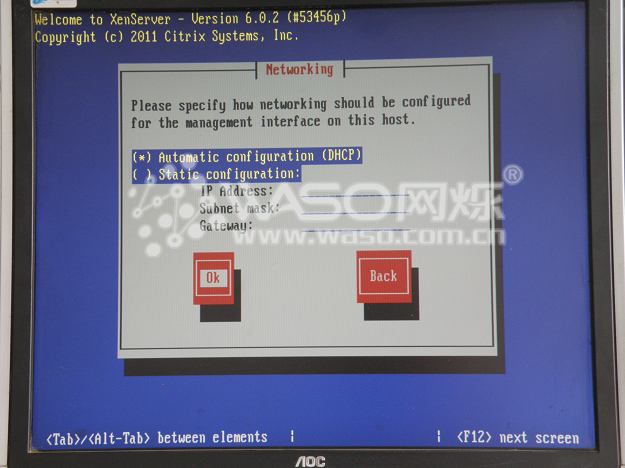 Welcome to XenServer - Version 6.0.2 (#53456p)
Copyright (c) 2011 Citrix Systems, Inc.
Networking
Please specify how networking should be configured
for the management interface on this host.
(*) Automatic configuration (DHCP)
( ) Static configuration:
IP Address:
Subnet mask:
Gateway:
WASO网烁®
www.waso.com.cn
Ok
Back
<Tab>/<Alt-Tab> between elements | | <F12> next screen
AOC